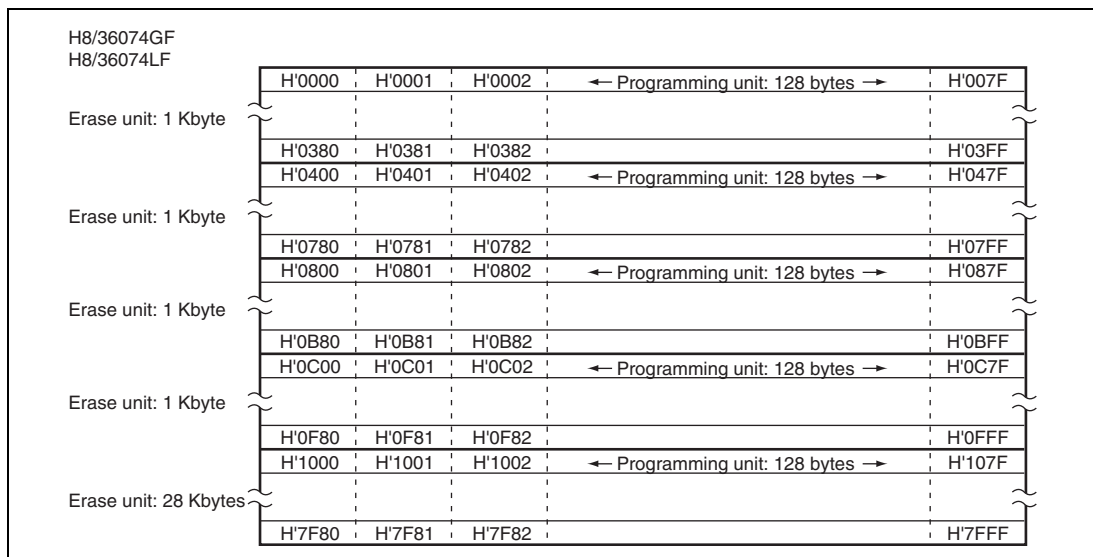 H8/36074GF
H8/36074LF
H'0000 H'0001 H'0002 ← Programming unit: 128 bytes → H'007F
Erase unit: 1 Kbyte
H'0380 H'0381 H'0382 H'03FF
H'0400 H'0401 H'0402 ← Programming unit: 128 bytes → H'047F
Erase unit: 1 Kbyte
H'0780 H'0781 H'0782 H'07FF
H'0800 H'0801 H'0802 ← Programming unit: 128 bytes → H'087F
Erase unit: 1 Kbyte
H'0B80 H'0B81 H'0B82 H'0BFF
H'0C00 H'0C01 H'0C02 ← Programming unit: 128 bytes → H'0C7F
Erase unit: 1 Kbyte
H'0F80 H'0F81 H'0F82 H'0FFF
H'1000 H'1001 H'1002 ← Programming unit: 128 bytes → H'107F
Erase unit: 28 Kbytes
H'7F80 H'7F81 H'7F82 H'7FFF